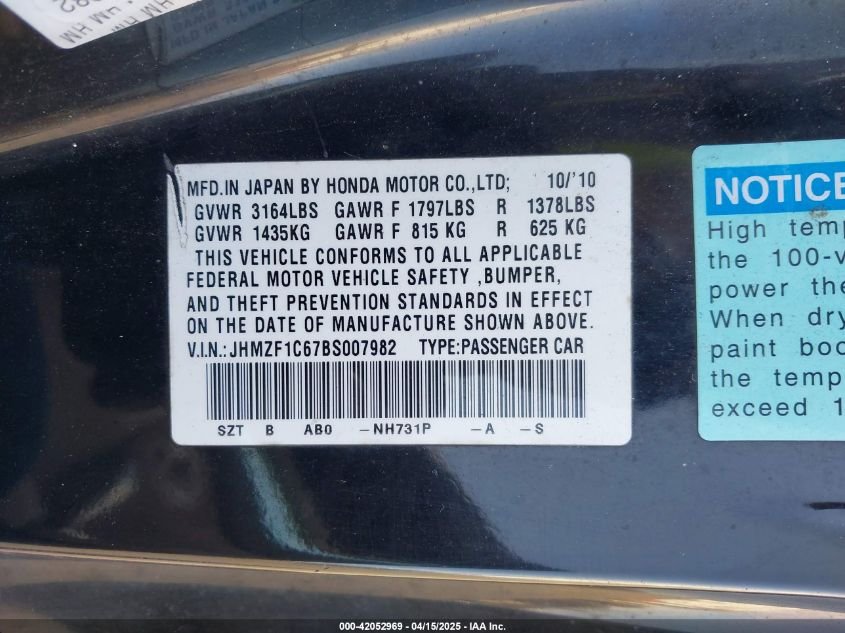 MFD.IN JAPAN BY HONDA MOTOR CO.,LTD; 10/'10
GVWR 3164LBS GAWR F 1797LBS R 1378LBS
GVWR 1435KG GAWR F 815 KG R 625 KG
THIS VEHICLE CONFORMS TO ALL APPLICABLE
FEDERAL MOTOR VEHICLE SAFETY ,BUMPER,
AND THEFT PREVENTION STANDARDS IN EFFECT
ON THE DATE OF MANUFACTURE SHOWN ABOVE.
V.I.N.: JHMZF1C67BS007982 TYPE:PASSENGER CAR
SZT B AB0 -NH731P -A -S
NOTICE
High temp
the 100-v
power the
When dry
paint boo
the temp
exceed 1
000-42052969 - 04/15/2025 - IAA Inc.